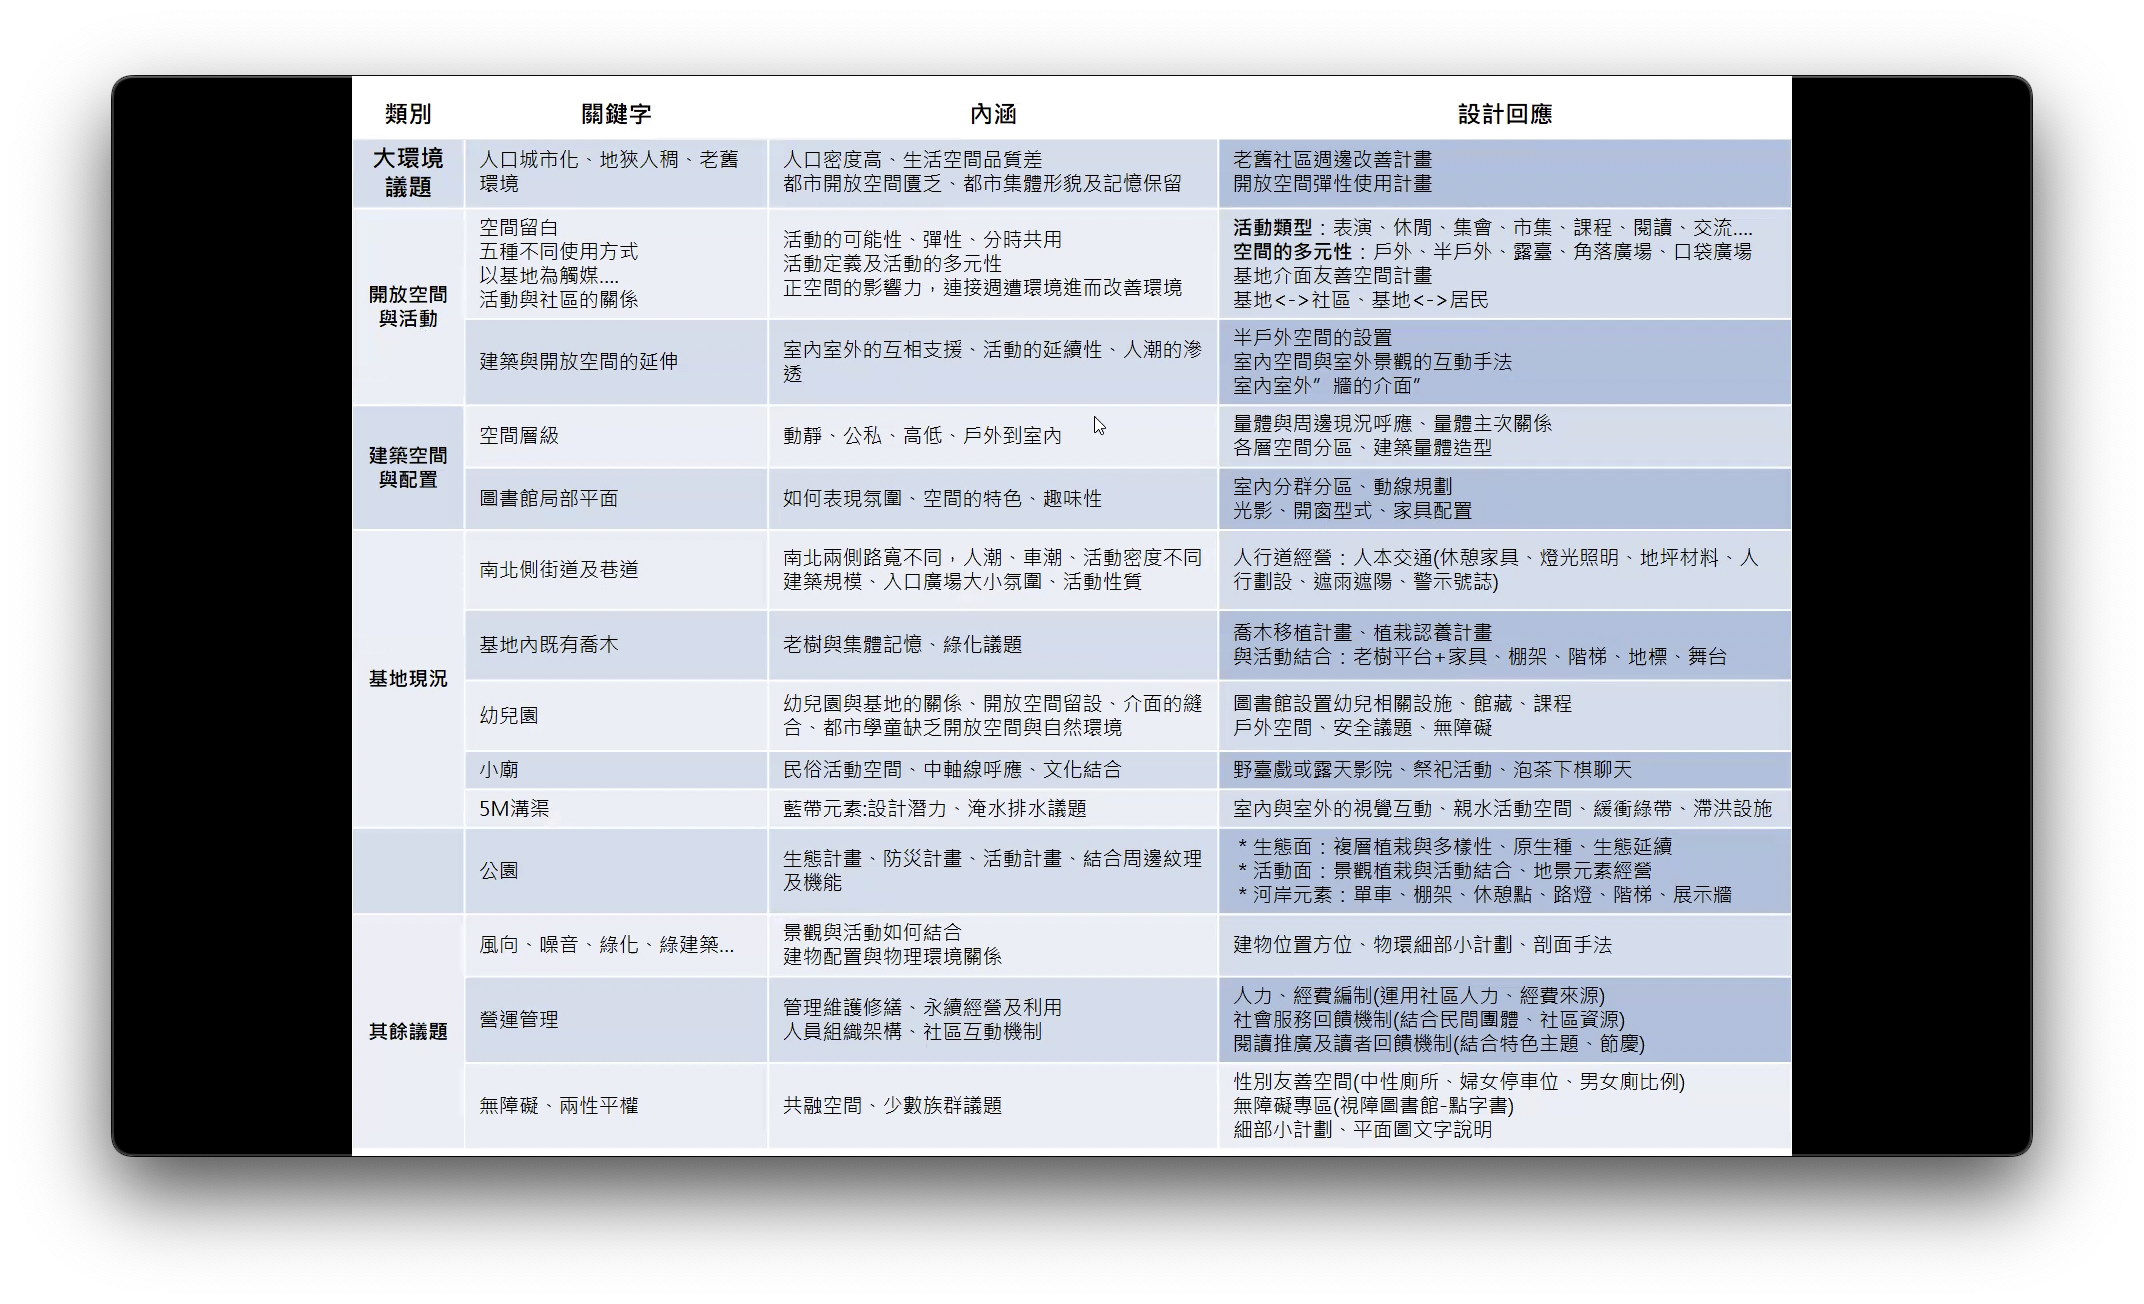 類別 關鍵字 內涵 設計回應
大環境
議題
人口城市化、地狹人稠、老舊
環境
人口密度高、生活空間品質差
都市開放空間匱乏、都市集體形貌及記憶保留
老舊社區週邊改善計畫
開放空間彈性使用計畫
開放空間
與活動
空間留白
五種不同使用方式
以基地為觸媒....
活動與社區的關係
活動的可能性、彈性、分時共用
活動定義及活動的多元性
正空間的影響力，連接週遭環境進而改善環境
活動類型：表演、休閒、集會、市集、課程、閱讀、交流....
空間的多元性：戶外、半戶外、露臺、角落廣場、口袋廣場
基地介面友善空間計畫
基地<->社區、基地<->居民
建築與開放空間的延伸
室內室外的互相支援、活動的延續性、人潮的滲
透
半戶外空間的設置
室內空間與室外景觀的互動手法
室內室外”牆的介面”
建築空間
與配置
空間層級
動靜、公私、高低、戶外到室內
量體與周邊現況呼應、量體主次關係
各層空間分區、建築量體造型
圖書館局部平面
如何表現氛圍、空間的特色、趣味性
室內分群分區、動線規劃
光影、開窗型式、家具配置
基地現況
南北側街道及巷道
南北兩側路寬不同，人潮、車潮、活動密度不同
建築規模、入口廣場大小氛圍、活動性質
人行道經營：人本交通(休憩家具、燈光照明、地坪材料、人
行劃設、遮雨遮陽、警示號誌)
基地內既有喬木
老樹與集體記憶、綠化議題
喬木移植計畫、植栽認養計畫
與活動結合：老樹平台+家具、棚架、階梯、地標、舞台
幼兒園
幼兒園與基地的關係、開放空間留設、介面的縫
合、都市學童缺乏開放空間與自然環境
圖書館設置幼兒相關設施、館藏、課程
戶外空間、安全議題、無障礙
小廟
民俗活動空間、中軸線呼應、文化結合
野臺戲或露天影院、祭祀活動、泡茶下棋聊天
5M溝渠
藍帶元素:設計潛力、淹水排水議題
室內與室外的視覺互動、親水活動空間、緩衝綠帶、滯洪設施
公園
生態計畫、防災計畫、活動計畫、結合周邊紋理
及機能
* 生態面：複層植栽與多樣性、原生種、生態延續
* 活動面：景觀植栽與活動結合、地景元素經營
* 河岸元素：單車、棚架、休憩點、路燈、階梯、展示牆
其餘議題
風向、噪音、綠化、綠建築...
景觀與活動如何結合
建物配置與物理環境關係
建物位置方位、物環細部小計劃、剖面手法
營運管理
管理維護修繕、永續經營及利用
人員組織架構、社區互動機制
人力、經費編制(運用社區人力、經費來源)
社會服務回饋機制(結合民間團體、社區資源)
閱讀推廣及讀者回饋機制(結合特色主題、節慶)
無障礙、兩性平權
共融空間、少數族群議題
性別友善空間(中性廁所、婦女停車位、男女廁比例)
無障礙專區(視障圖書館-點字書)
細部小計劃、平面圖文字說明